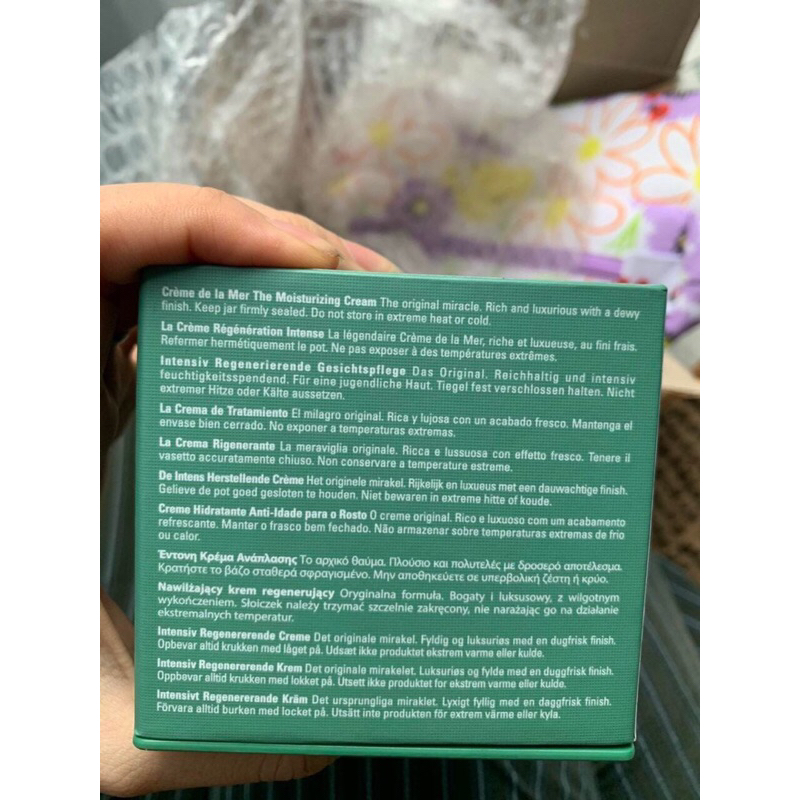 Crème de la Mer The Moisturizing Cream The original miracle. Rich and luxurious with a dewy
finish. Keep jar firmly sealed. Do not store in extreme heat or cold.
La Crème Régénération Intense La légendaire Crème de la Mer, riche et luxueuse, au fini frais.
Refermer hermétiquement le pot. Ne pas exposer à des températures extrêmes.
Intensiv Regenerierende Gesichtspflege Das Original. Reichhaltig und intensiv
feuchtigkeitsspendend. Für eine jugendliche Haut. Tiegel fest verschlossen halten. Nicht
extremer Hitze oder Kälte aussetzen.
La Crema de Tratamiento El milagro original. Rica y lujosa con un acabado fresco. Mantenga el
envase bien cerrado. No exponer a temperaturas extremas.
La Crema Rigenerante La meraviglia originale. Ricca e lussuosa con effetto fresco. Tenere il
vasetto accuratamente chiuso. Non conservare a temperature estreme.
De Intens Herstellende Crème Het originele mirakel. Rijkelijk en luxueus met een dauwachtige finish.
Gelieve de pot goed gesloten te houden. Niet bewaren in extreme hitte of koude.
Creme Hidratante Anti-Idade para o Rosto O creme original. Rico e luxuoso com um acabamento
refrescante. Manter o frasco bem fechado. Não armazenar sobre temperaturas extremas de frio
ou calor.
Έντονη Κρέμα Ανάπλασης Το αρχικό θαύμα. Πλούσιο και πολυτελές με δροσερό αποτέλεσμα.
Κρατήστε το βάζο σταθερά σφραγισμένο. Μην αποθηκεύετε σε υπερβολική ζέστη ή κρύο.
Nawilżający krem regenerujący Oryginalna formuła. Bogaty i luksusowy, z wilgotnym
wykończeniem. Słoiczek należy trzymać szczelnie zakręcony, nie narażając go na działanie
ekstremalnych temperatur.
Intensiv Regenererende Creme Det originale mirakel. Fyldig og luksuriøs med en dugfrisk finish.
Opbevar altid krukken med låget på. Udsæt ikke produktet ekstrem varme eller kulde.
Intensiv Regenererende Krem Det originale mirakelet. Luksuriøs og fylde med en duggfrisk finish.
Oppbevar alltid krukken med lokket på. Utsett ikke produktet for ekstrem varme eller kulde.
Intensivt Regenererande Kräm Det ursprungliga miraklet. Lyxigt fyllig med en daggfrisk finish.
Förvara alltid burken med locket på. Utsätt inte produkten för extrem värme eller kyla.